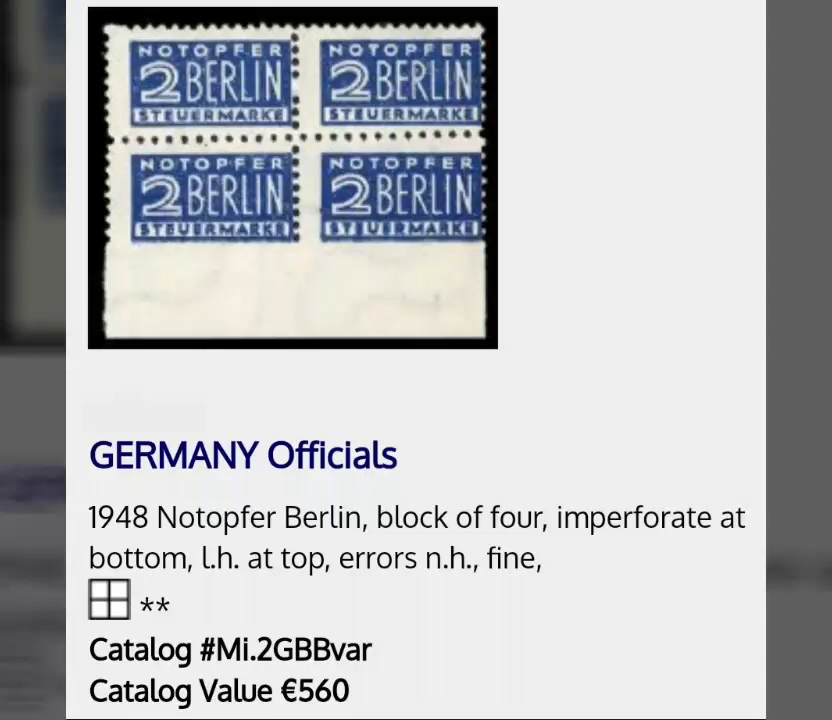 NOTOPFER NOTOPFER
2 BERLIN 2 BERLIN
STEUERMARKE STEUERMARKE
NOTOPFER NOTOPFER
2 BERLIN 2 BERLIN
STEUERMARKE STEUERMARKE
GERMANY Officials
1948 Notopfer Berlin, block of four, imperforate at
bottom, l.h. at top, errors n.h., fine,
**
Catalog #Mi.2GBBvar
Catalog Value €560